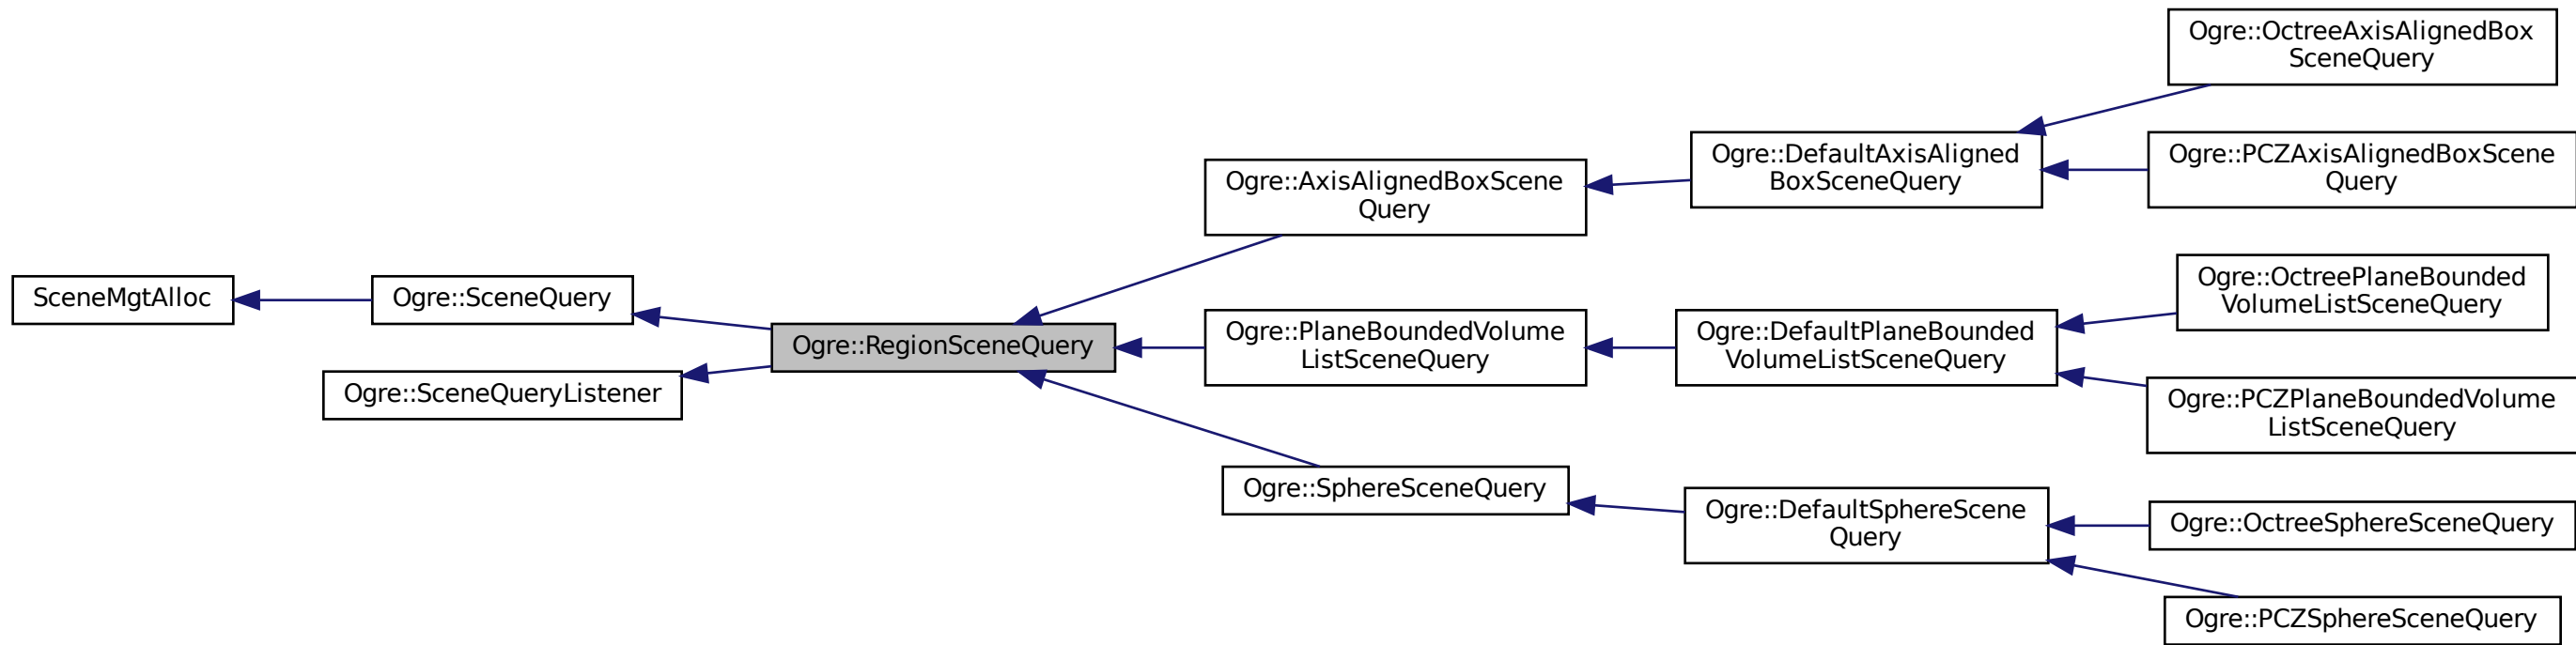 SceneMgtAlloc
Ogre::SceneQuery
Ogre::SceneQueryListener
Ogre::RegionSceneQuery
Ogre::AxisAlignedBoxScene
Query
Ogre::PlaneBoundedVolume
ListSceneQuery
Ogre::SphereSceneQuery
Ogre::DefaultAxisAligned
BoxSceneQuery
Ogre::DefaultPlaneBounded
VolumeListSceneQuery
Ogre::DefaultSphereScene
Query
Ogre::OctreeAxisAlignedBox
SceneQuery
Ogre::PCZAxisAlignedBoxScene
Query
Ogre::OctreePlaneBounded
VolumeListSceneQuery
Ogre::PCZPlaneBoundedVolume
ListSceneQuery
Ogre::OctreeSphereSceneQuery
Ogre::PCZSphereSceneQuery